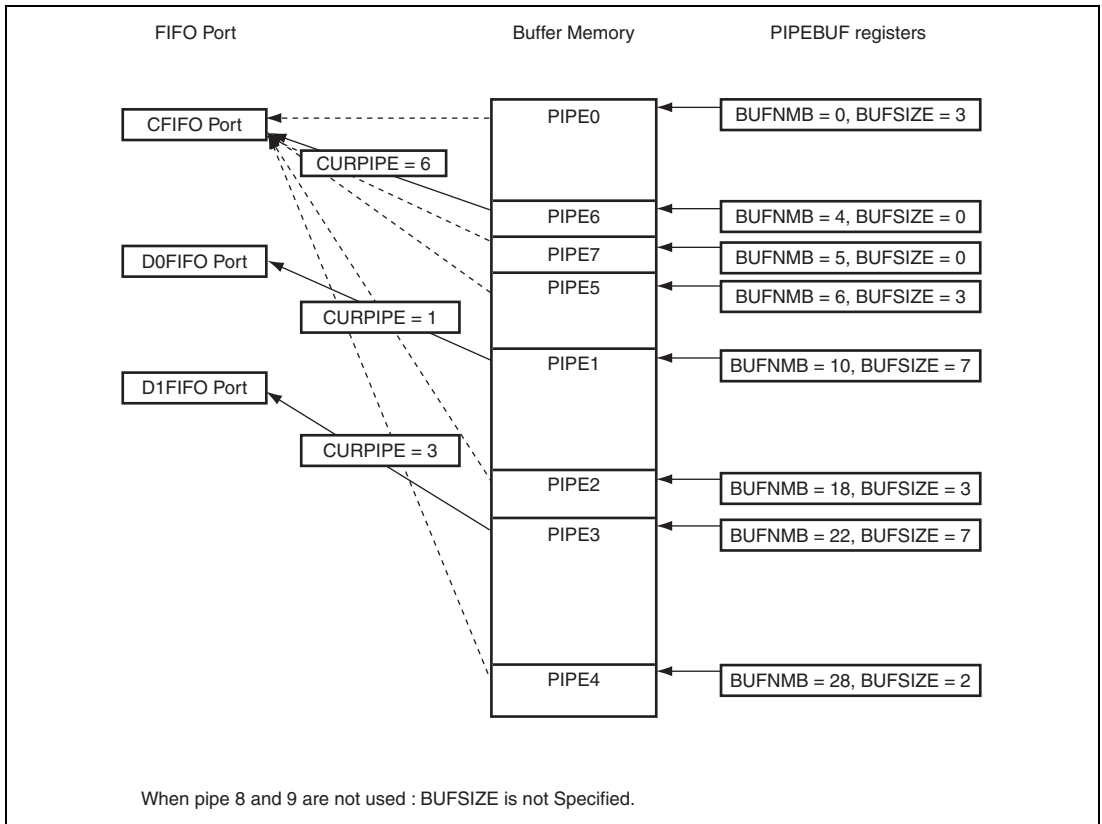 FIFO Port Buffer Memory PIPEBUF registers
CFIFO Port PIPE0 BUFNMB = 0, BUFSIZE = 3
CURPIPE = 6
PIPE6 BUFNMB = 4, BUFSIZE = 0
D0FIFO Port PIPE7 BUFNMB = 5, BUFSIZE = 0
PIPE5 BUFNMB = 6, BUFSIZE = 3
CURPIPE = 1
PIPE1 BUFNMB = 10, BUFSIZE = 7
D1FIFO Port
CURPIPE = 3
PIPE2 BUFNMB = 18, BUFSIZE = 3
PIPE3 BUFNMB = 22, BUFSIZE = 7
PIPE4 BUFNMB = 28, BUFSIZE = 2
When pipe 8 and 9 are not used : BUFSIZE is not Specified.